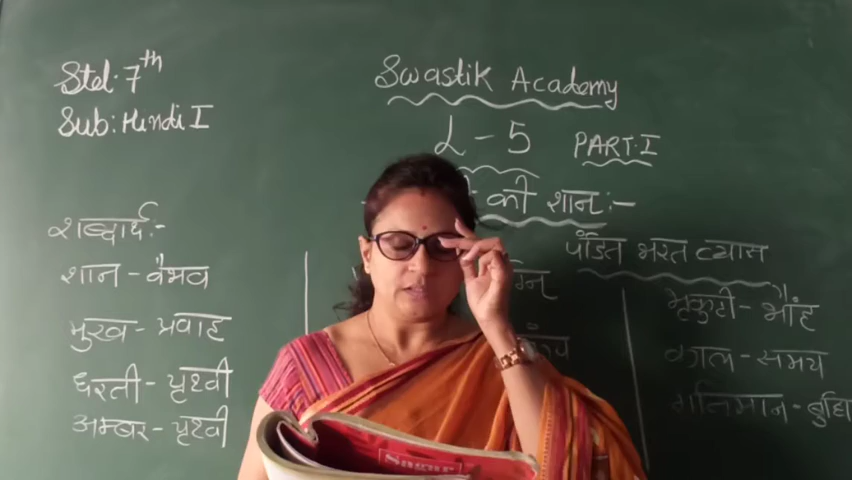 Std. 7th
Sub: Hindi I
Swastik Academy
L - 5 PART.I
की शान :-
पंडित भरत व्यास
शब्दार्थ :-
शान - वैभव
मुख - प्रवाह
धरती - पृथ्वी
अम्बर - पृथ्वी
भृकुटी - भौंह
काल - समय